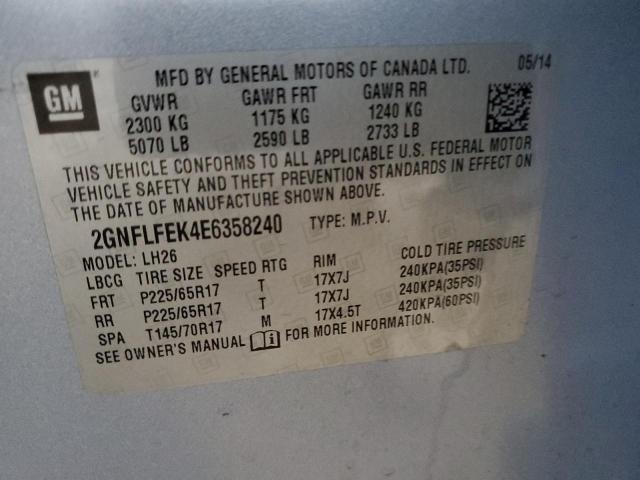 GM
MFD BY GENERAL MOTORS OF CANADA LTD. 05/14
GVWR GAWR FRT GAWR RR
2300 KG 1175 KG 1240 KG
5070 LB 2590 LB 2733 LB
THIS VEHICLE CONFORMS TO ALL APPLICABLE U.S. FEDERAL MOTOR
VEHICLE SAFETY AND THEFT PREVENTION STANDARDS IN EFFECT ON
THE DATE OF MANUFACTURE SHOWN ABOVE.
2GNFLFEK4E6358240 TYPE: M.P.V.
MODEL: LH26
LBCG TIRE SIZE SPEED RTG RIM COLD TIRE PRESSURE
FRT P225/65R17 T 17X7J 240KPA(35PSI)
RR P225/65R17 T 17X7J 240KPA(35PSI)
SPA T145/70R17 M 17X4.5T 420KPA(60PSI)
SEE OWNER'S MANUAL FOR MORE INFORMATION.